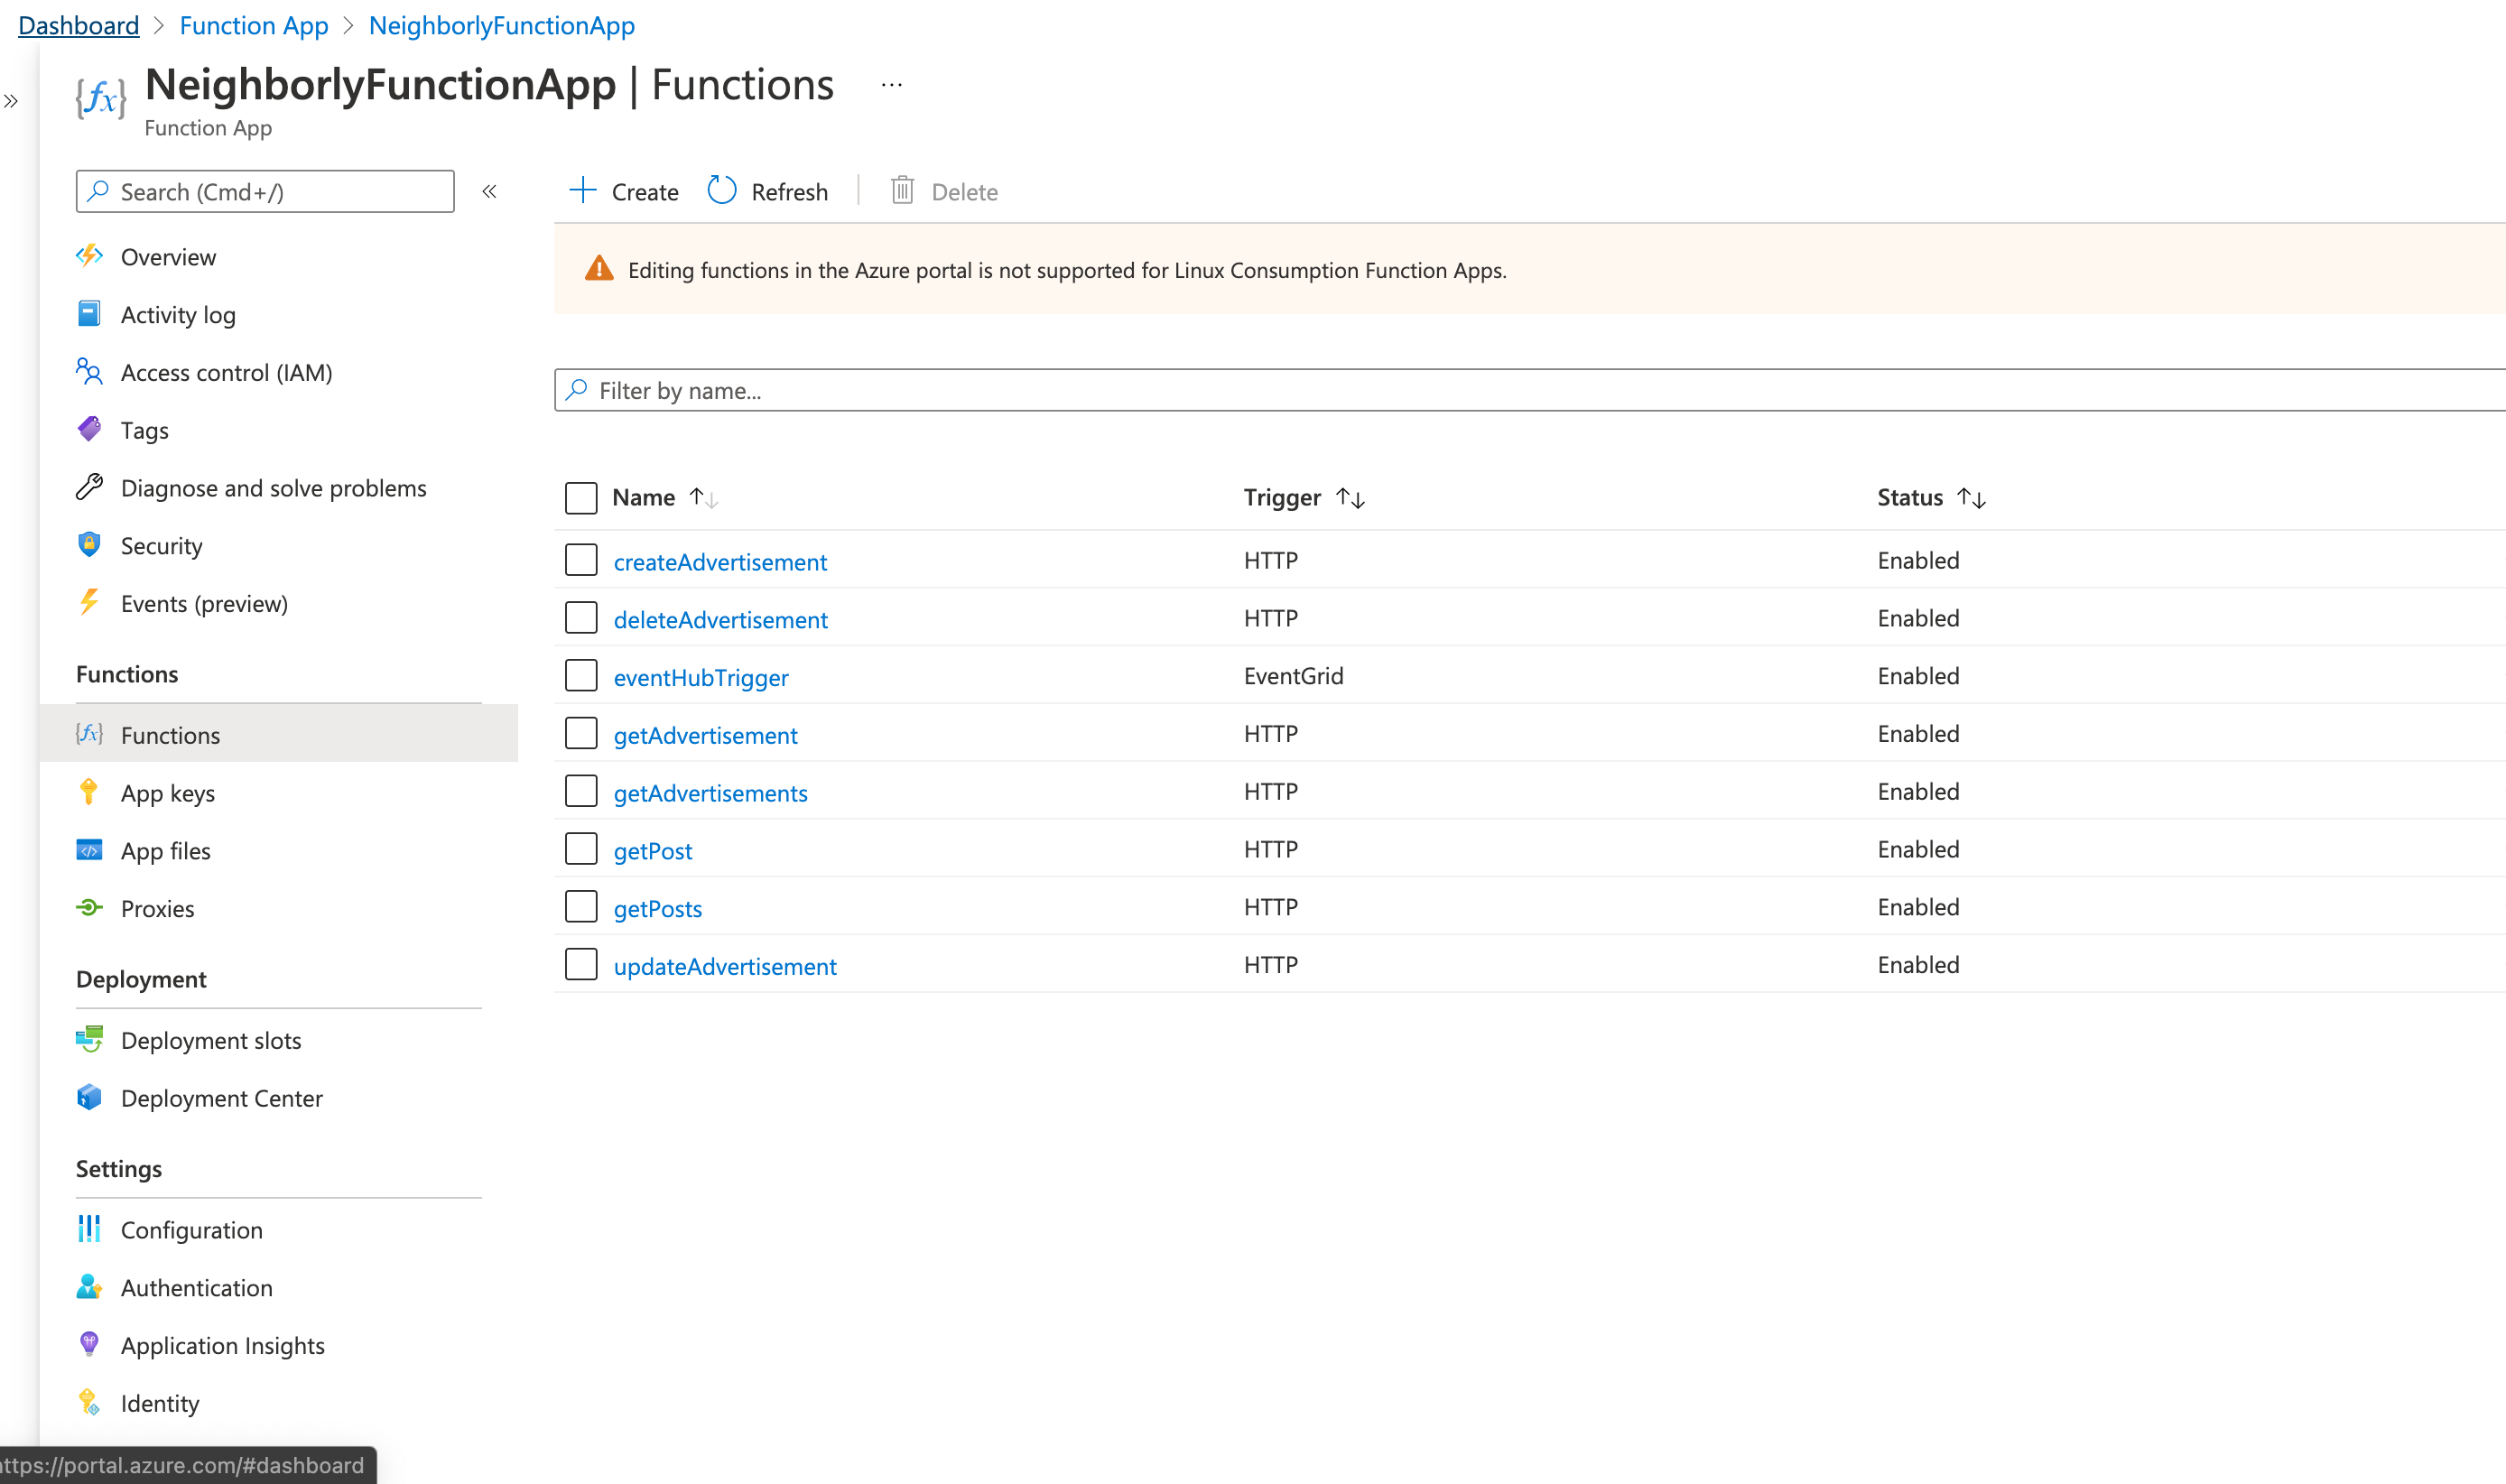 Dashboard > Function App > NeighborlyFunctionApp
NeighborlyFunctionApp | Functions ...
Function App
Search (Cmd+/)
Create Refresh Delete
Overview
Activity log
Access control (IAM)
Tags
Diagnose and solve problems
Security
Events (preview)
Functions
Functions
App keys
App files
Proxies
Deployment
Deployment slots
Deployment Center
Settings
Configuration
Authentication
Application Insights
Identity
Editing functions in the Azure portal is not supported for Linux Consumption Function Apps.
Filter by name...
Name Trigger Status
createAdvertisement HTTP Enabled
deleteAdvertisement HTTP Enabled
eventHubTrigger EventGrid Enabled
getAdvertisement HTTP Enabled
getAdvertisements HTTP Enabled
getPost HTTP Enabled
getPosts HTTP Enabled
updateAdvertisement HTTP Enabled
ttps://portal.azure.com/#dashboard